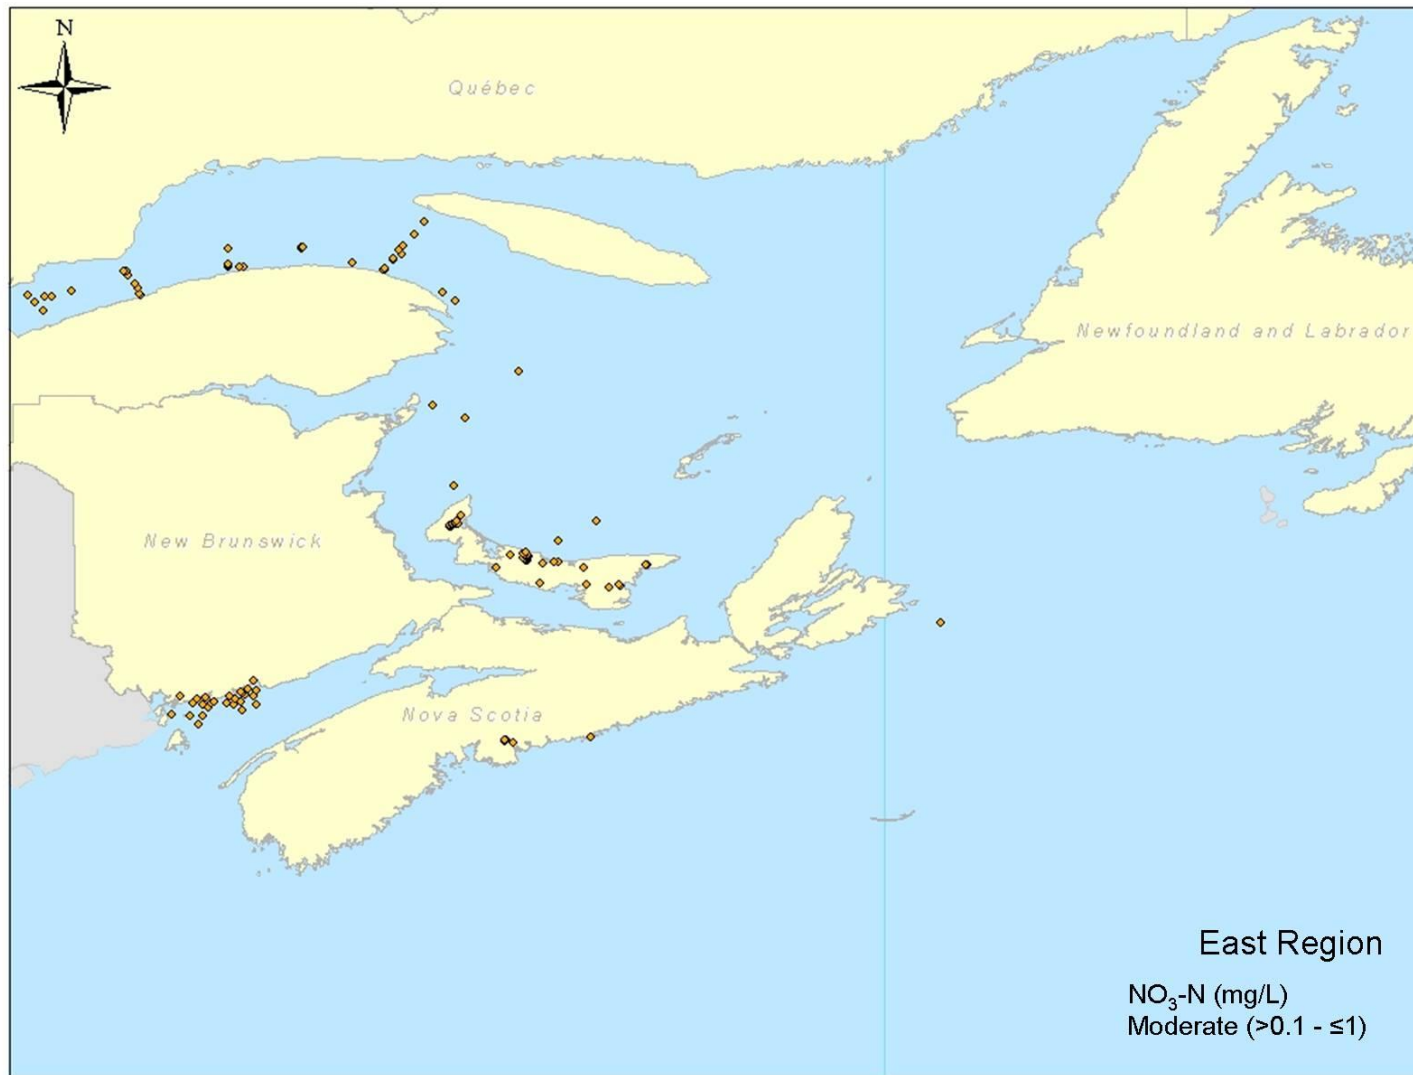 N
Québec
Newfoundland and Labrador
New Brunswick
Nova Scotia
East Region
NO₃-N (mg/L)
Moderate (>0.1 - ≤1)